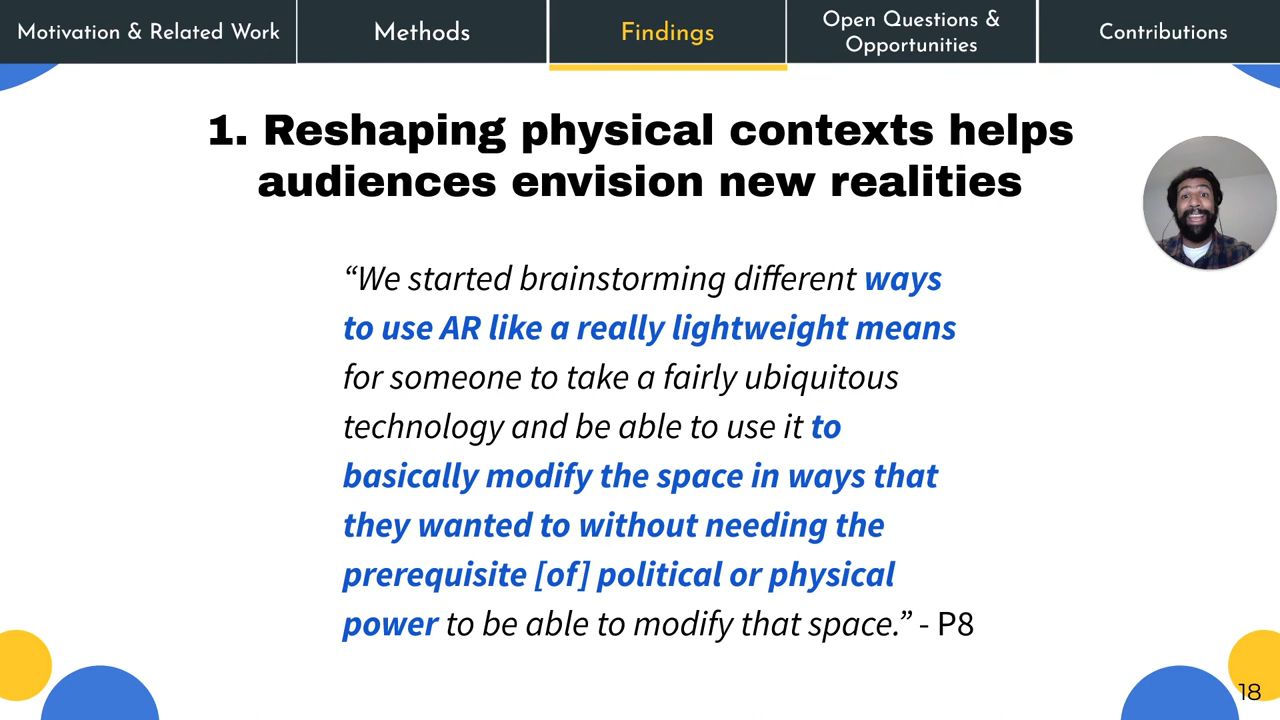 Motivation & Related Work
Methods
Findings
Open Questions &
Opportunities
Contributions
1. Reshaping physical contexts helps
audiences envision new realities
“We started brainstorming different ways
to use AR like a really lightweight means
for someone to take a fairly ubiquitous
technology and be able to use it to
basically modify the space in ways that
they wanted to without needing the
prerequisite [of] political or physical
power to be able to modify that space.” - P8
18